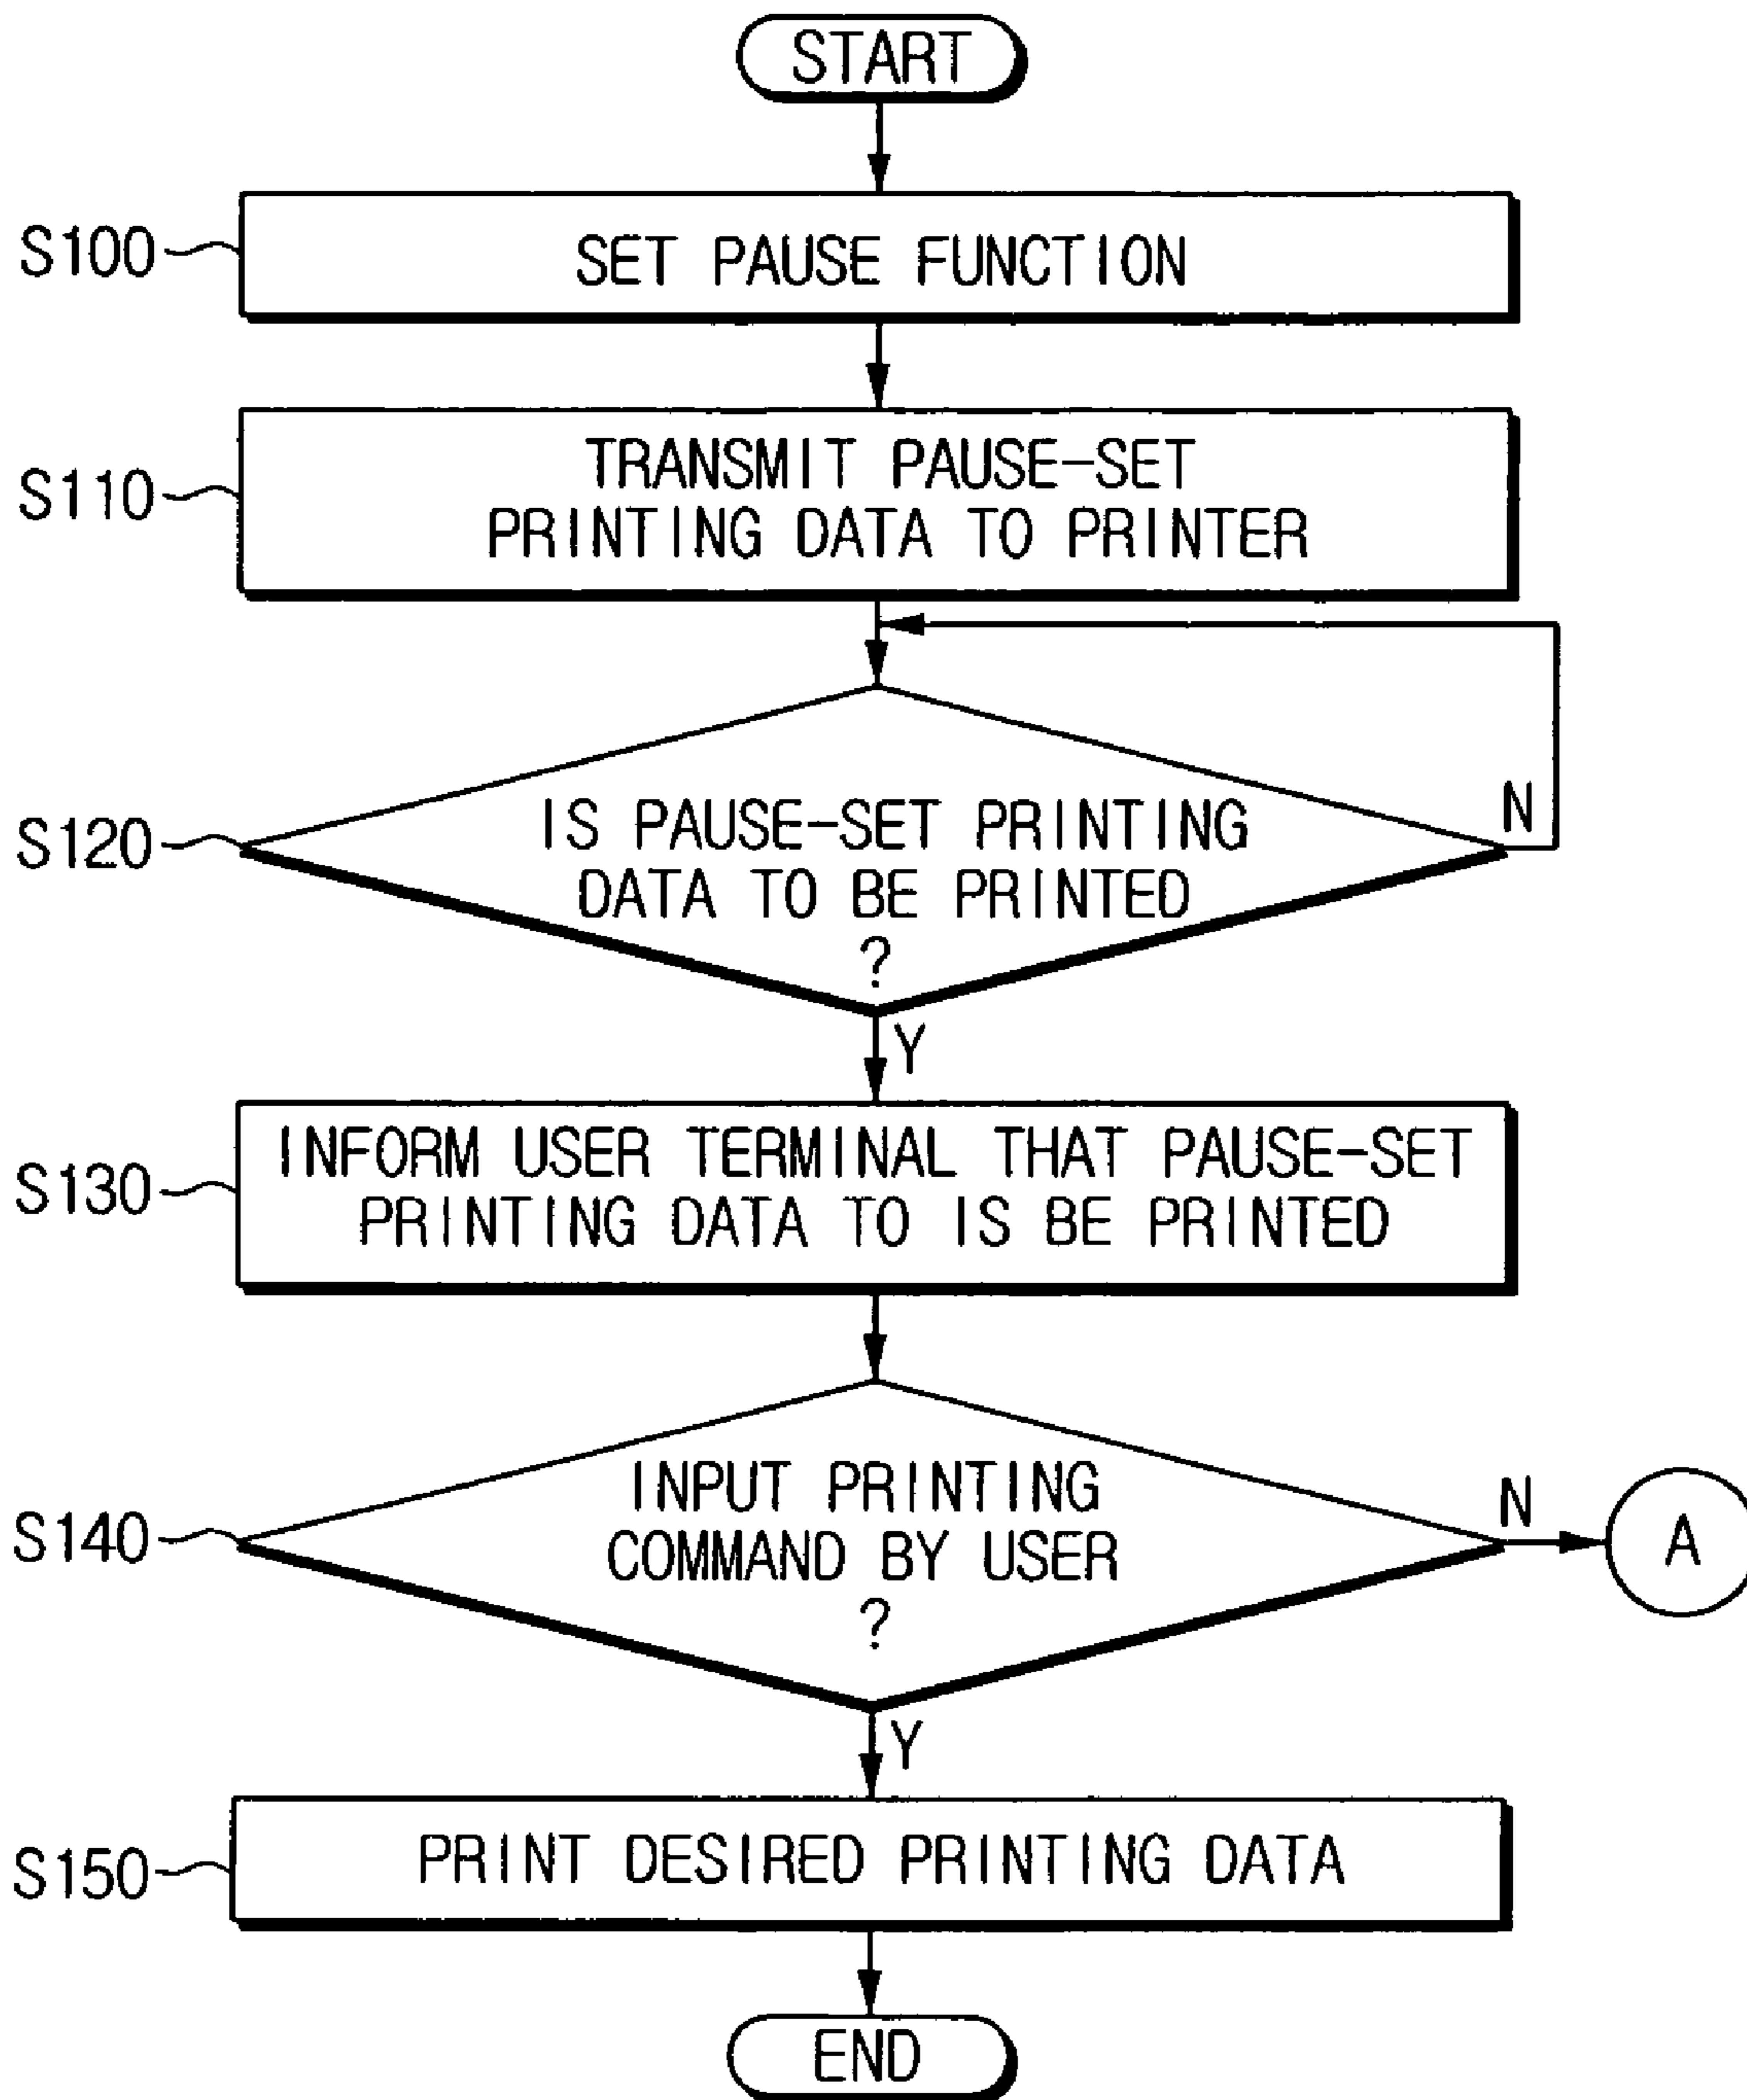 START
S100
SET PAUSE FUNCTION
S110
TRANSMIT PAUSE-SET
PRINTING DATA TO PRINTER
S120
IS PAUSE-SET PRINTING
DATA TO BE PRINTED
?
N
Y
S130
INFORM USER TERMINAL THAT PAUSE-SET
PRINTING DATA TO IS BE PRINTED
S140
INPUT PRINTING
COMMAND BY USER
?
N
A
Y
S150
PRINT DESIRED PRINTING DATA
END